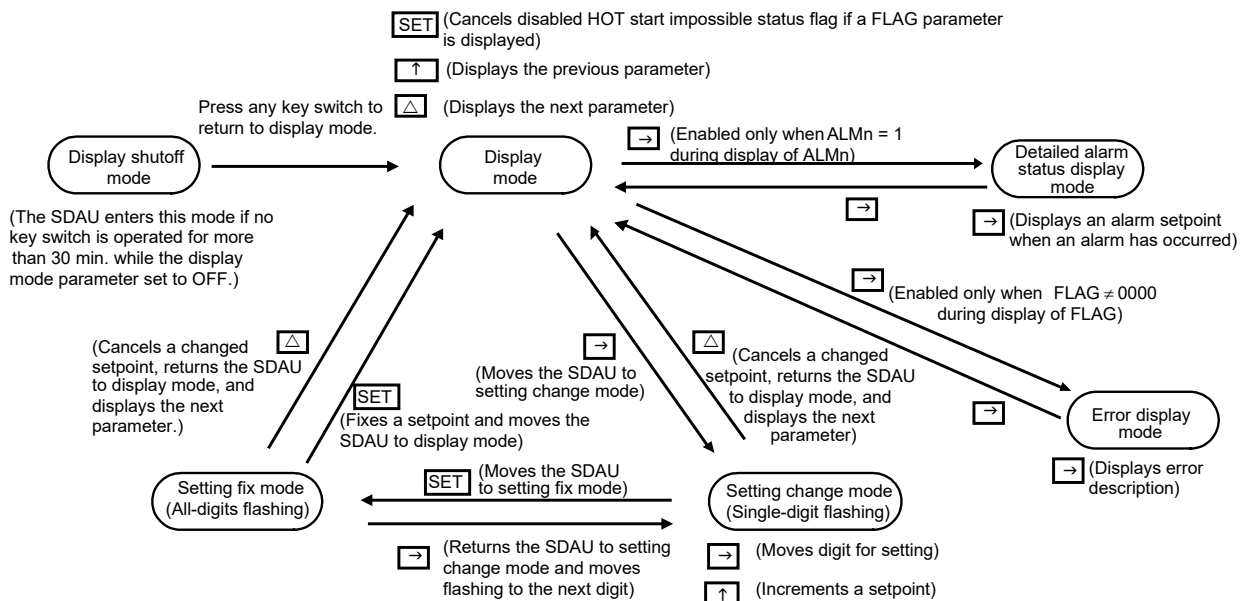 SET (Cancels disabled HOT start impossible status flag if a FLAG parameter
is displayed)
↑ (Displays the previous parameter)
△ (Displays the next parameter)
Press any key switch to
return to display mode.
Display shutoff
mode
(The SDAU enters this mode if no
key switch is operated for more
than 30 min. while the display
mode parameter set to OFF.)
Display
mode
→ (Enabled only when ALMn = 1
during display of ALMn)
Detailed alarm
status display
mode
→
→ (Displays an alarm setpoint
when an alarm has occurred)
→
(Enabled only when FLAG ≠ 0000
during display of FLAG)
→
Error display
mode
→ (Displays error
description)
△
(Cancels a changed
setpoint, returns the SDAU
to display mode, and
displays the next
parameter.)
SET
(Fixes a setpoint and moves the
SDAU to display mode)
→
(Moves the SDAU to
setting change mode)
△
(Cancels a changed
setpoint, returns the SDAU
to display mode, and
displays the next
parameter)
Setting fix mode
(All-digits flashing)
SET (Moves the SDAU
to setting fix mode)
→ (Returns the SDAU to setting
change mode and moves
flashing to the next digit)
Setting change mode
(Single-digit flashing)
→ (Moves digit for setting)
↑ (Increments a setpoint)